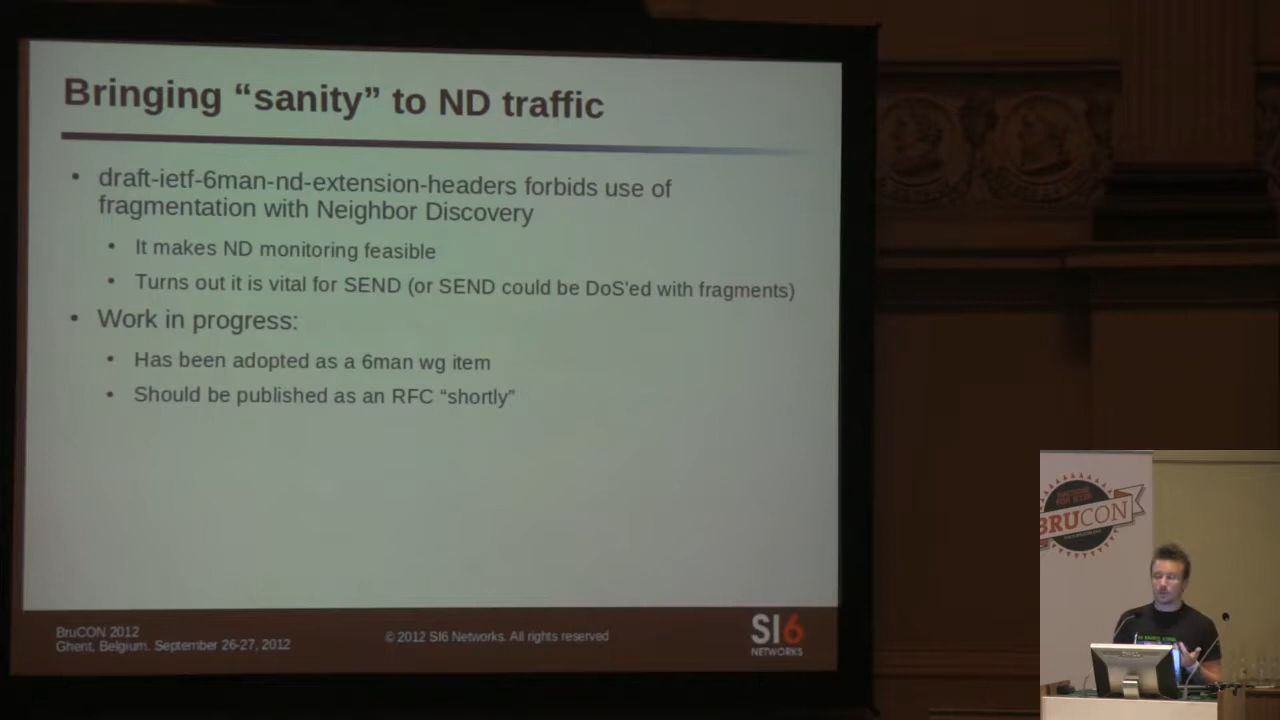 Bringing “sanity” to ND traffic
• draft-ietf-6man-nd-extension-headers forbids use of
fragmentation with Neighbor Discovery
• It makes ND monitoring feasible
• Turns out it is vital for SEND (or SEND could be DoS'ed with fragments)
• Work in progress:
• Has been adopted as a 6man wg item
• Should be published as an RFC “shortly”
BruCON 2012
Ghent, Belgium. September 26-27, 2012
© 2012 SI6 Networks. All rights reserved
SI6
NETWORKS
BRUCON